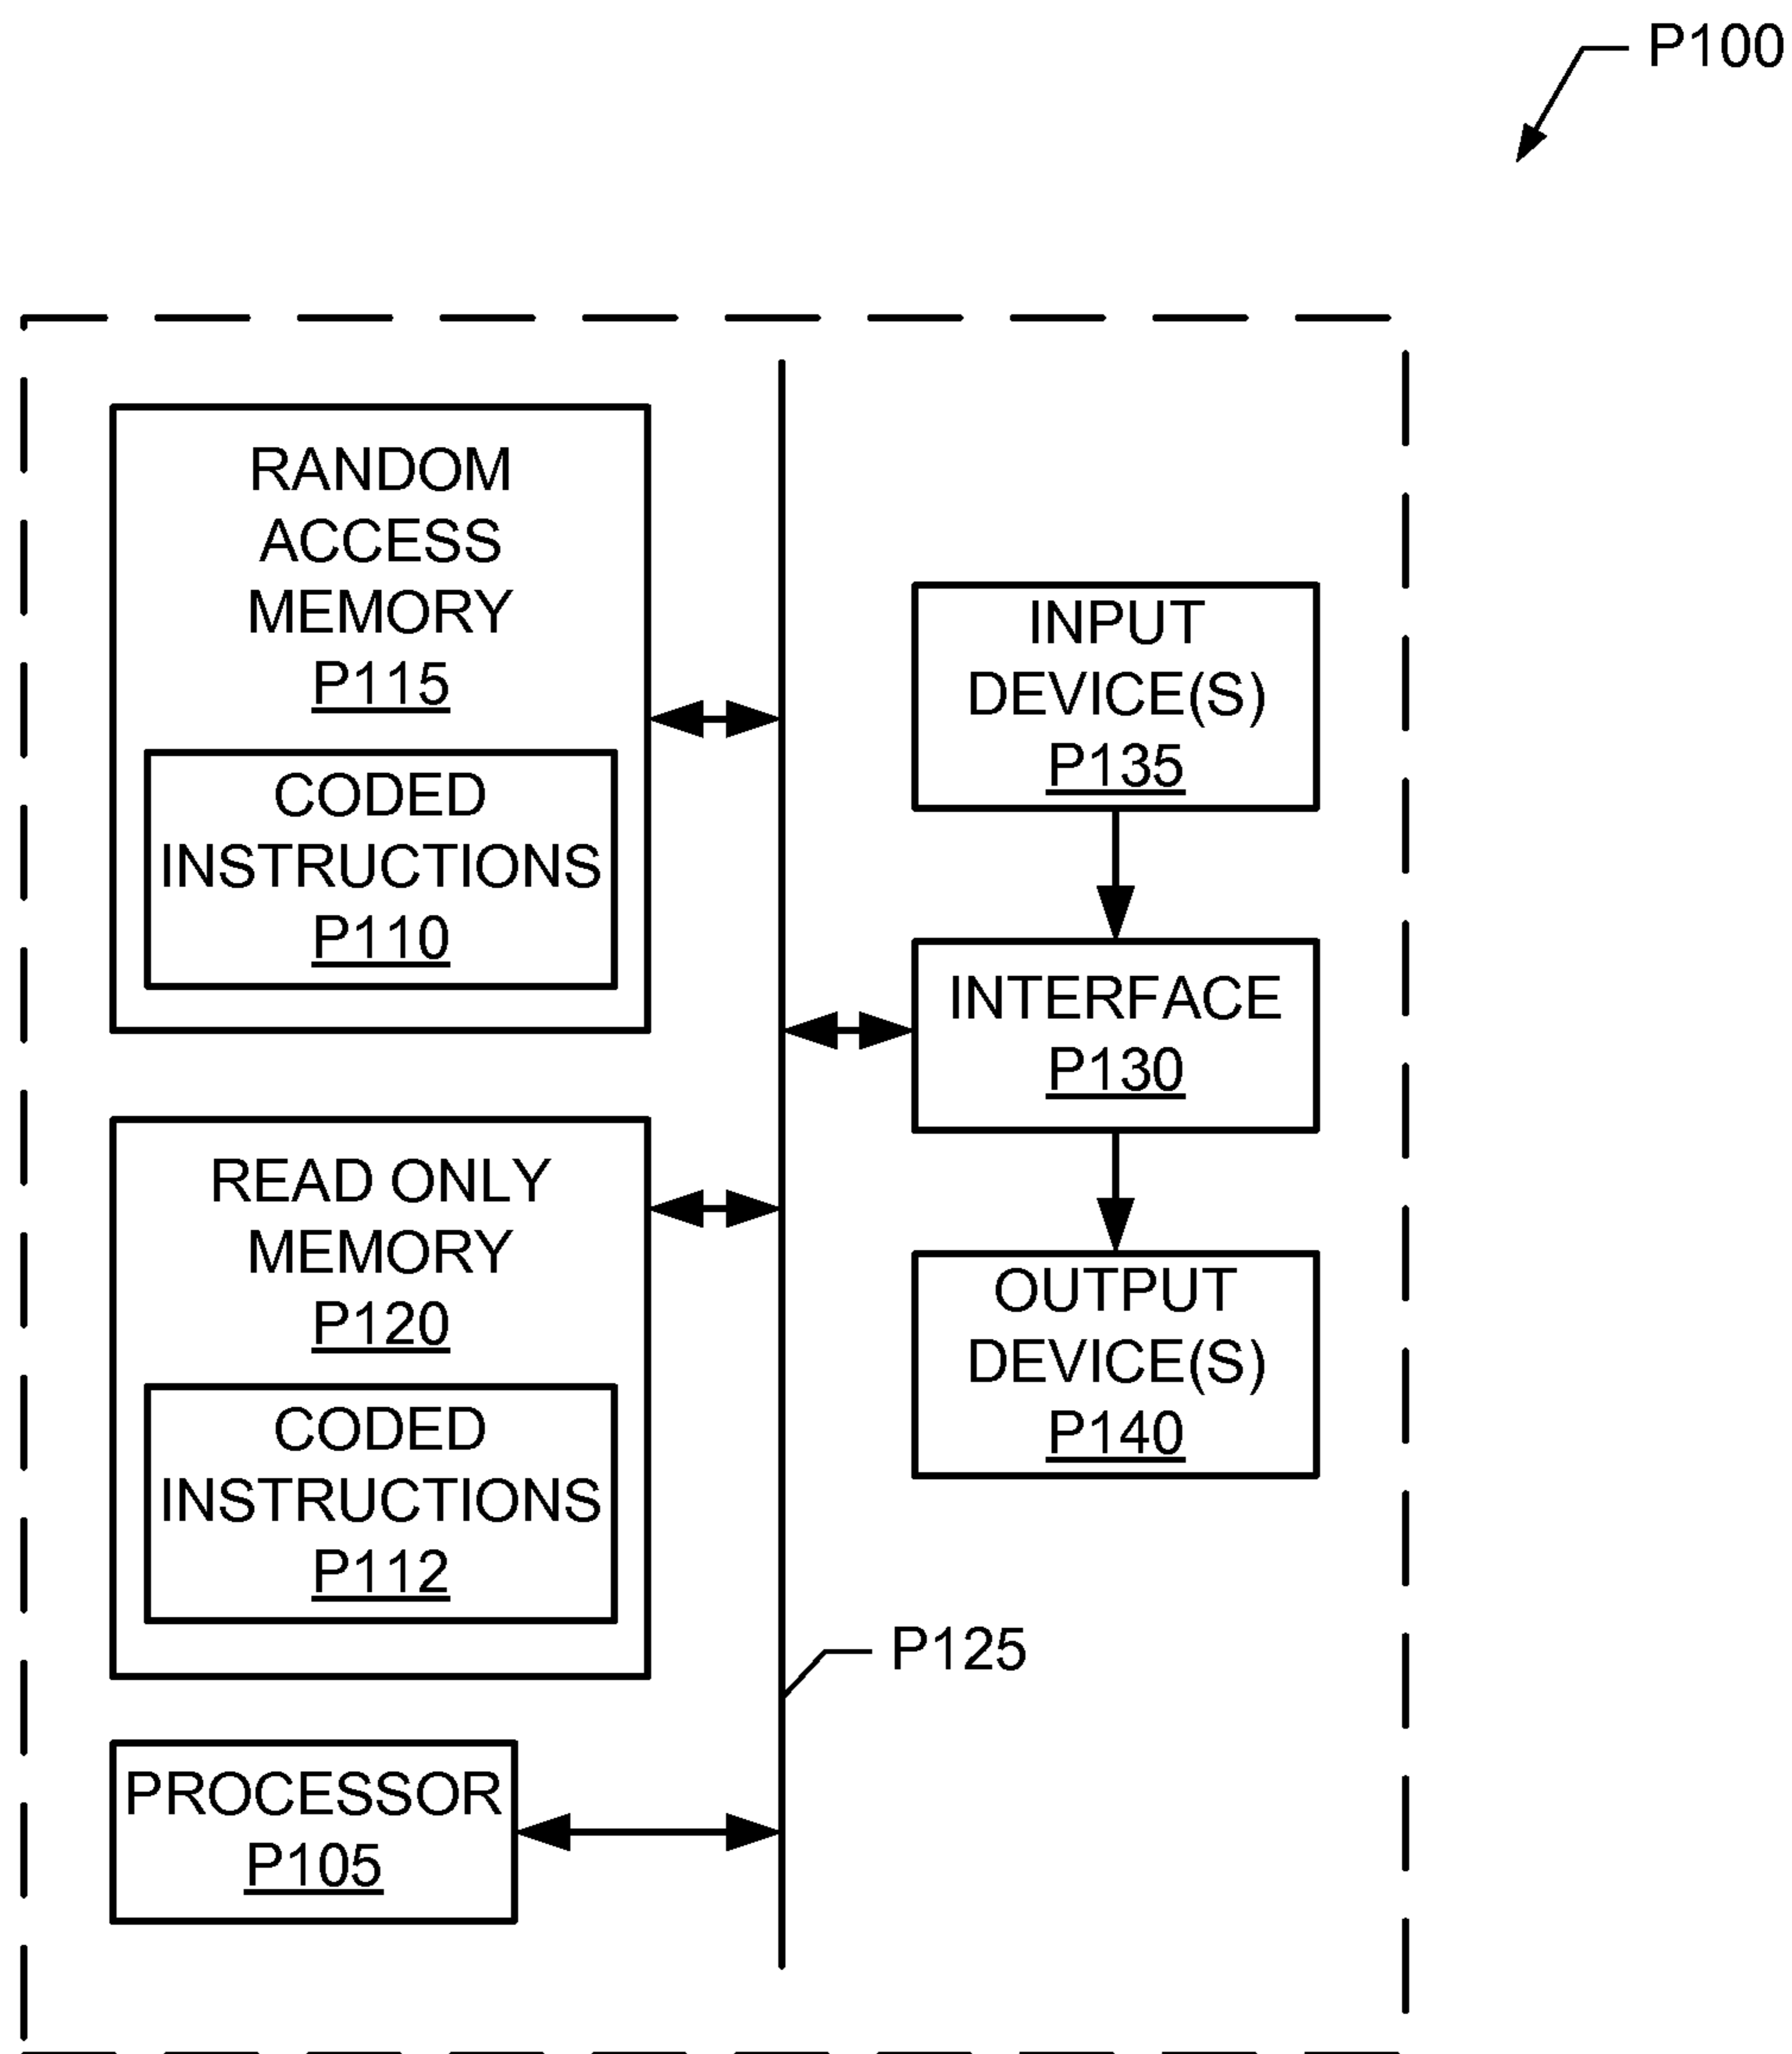 P100
RANDOM
ACCESS
MEMORY
P115
CODED
INSTRUCTIONS
P110
READ ONLY
MEMORY
P120
CODED
INSTRUCTIONS
P112
PROCESSOR
P105
INPUT
DEVICE(S)
P135
INTERFACE
P130
OUTPUT
DEVICE(S)
P140
P125